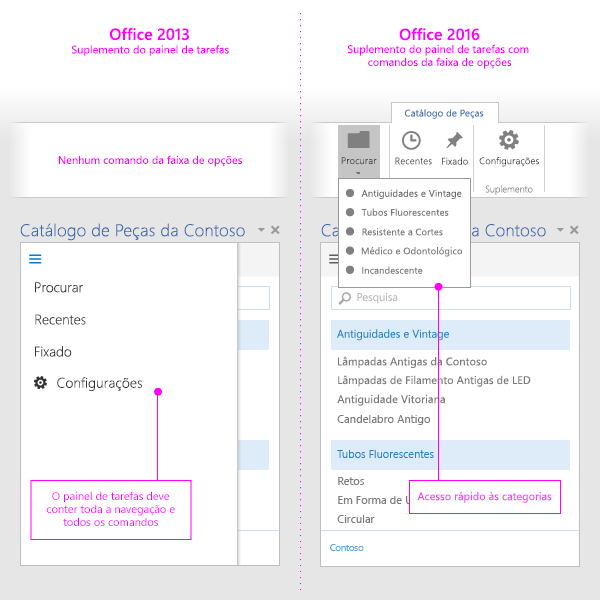 Office 2013
Suplemento do painel de tarefas
Nenhum comando da faixa de opções
Catálogo de Peças da Contoso
Procurar
Recentes
Fixado
Configurações
O painel de tarefas deve
conter toda a navegação e
todos os comandos
Office 2016
Suplemento do painel de tarefas com
comandos da faixa de opções
Catálogo de Peças
Procurar
Recentes
Fixado
Configurações
Suplemento
Antiguidades e Vintage
Tubos Fluorescentes
Resistente a Cortes
Médico e Odontológico
Incandescente
Catálogo de Peças da Contoso
Pesquisa
Antiguidades e Vintage
Lâmpadas Antigas da Contoso
Lâmpadas de Filamento Antigas de LED
Antiguidade Vitoriana
Candelabro Antigo
Tubos Fluorescentes
Retos
Em Forma de
Circular
Acesso rápido às categorias
Contoso